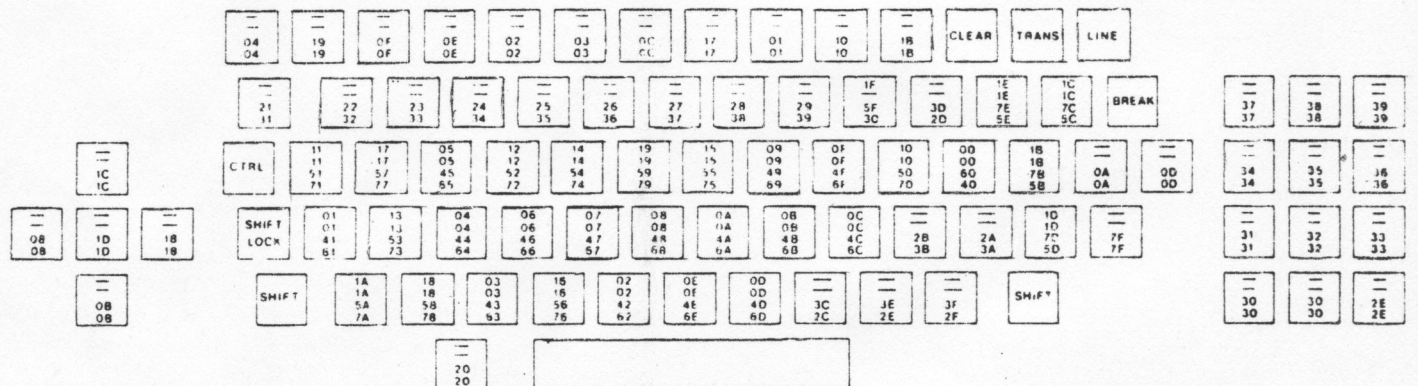 04 19 0F 0E 02 03 0C 17 01 10 1B CLEAR TRANS LINE
04 19 0F 0E 02 03 CC 17 01 10 1B
1F 1E 1C
1E 1C
21 22 23 24 25 26 27 28 29 5F 3D 7E 7C BREAK 37 38 39
31 32 33 34 35 36 37 38 39 3C 2D 5E 5C 37 38 39
11 17 05 12 14 19 15 09 0F 10 00 1B
CTRL 11 17 05 12 14 19 15 09 0F 10 00 1B
1C 51 57 45 52 54 59 55 49 4F 50 60 7B 0A 0D 34 35 36
1C 71 77 65 72 74 79 75 69 6F 70 40 5B 0A 0D 34 35 36
01 13 04 06 07 08 0A 0B 0C 1D
SHIFT 01 13 04 06 07 08 0A 0B 0C 1D
08 1D 18 LOCK 41 53 44 46 47 48 4A 4B 4C 2B 2A 7D 7F 31 32 33
08 1D 18 61 73 64 66 67 68 6A 6B 6C 3B 3A 5D 7F 31 32 33
1A 18 03 16 02 0E 0D
SHIFT 1A 18 03 16 02 0E 0D SHIFT
0B 5A 58 43 56 42 4E 4D 3C 3E 3F 30 30 2E
0B 7A 78 63 76 62 6E 6D 2C 2E 2F 30 30 2E
20
20